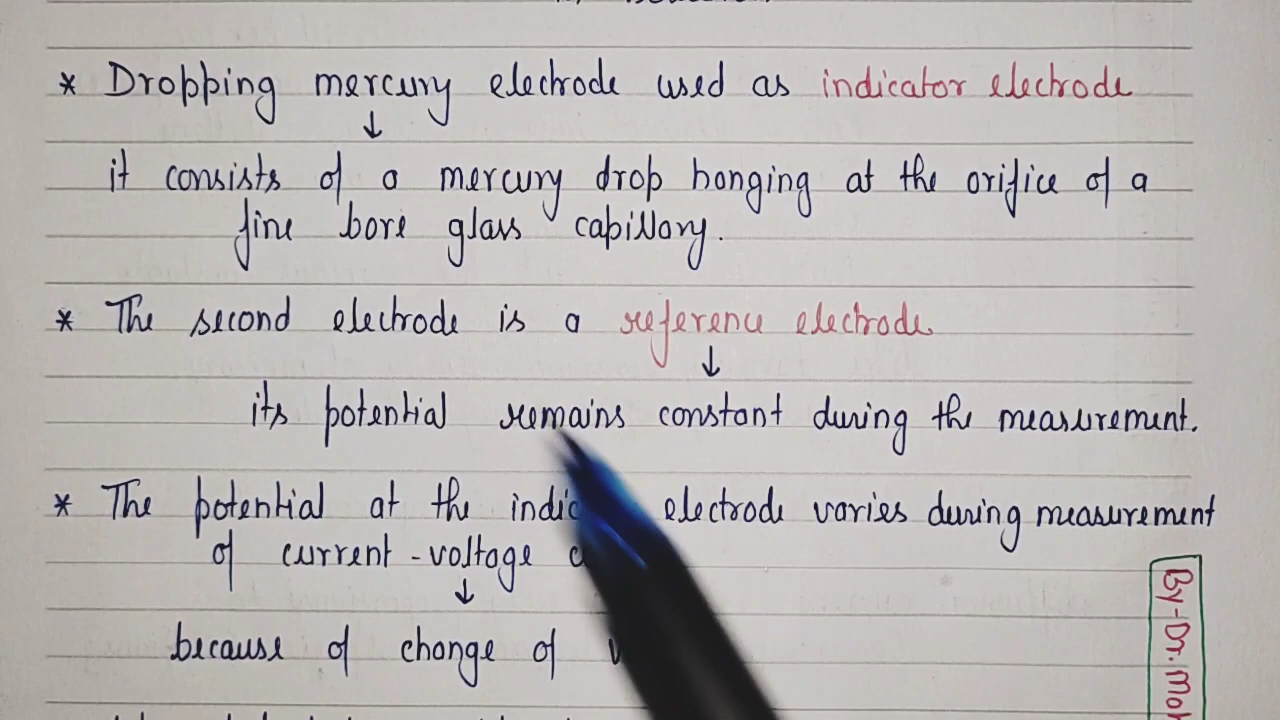 * Dropping mercury electrode used as indicator electrode
↓
it consists of a mercury drop hanging at the orifice of a
fine bore glass capillary.
* The second electrode is a reference electrode
↓
its potential remains constant during the measurement.
* The potential at the electrode varies during measurement
of current-voltage
↓
because of change of
By-Dr.